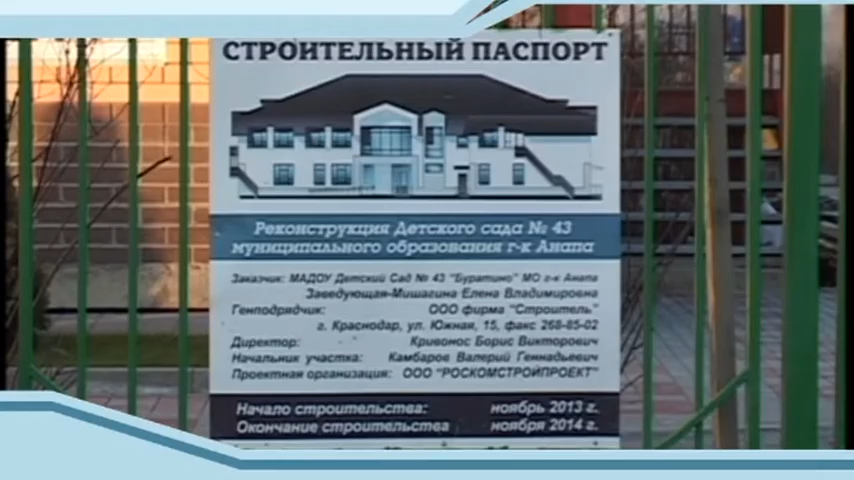 СТРОИТЕЛЬНЫЙ ПАСПОРТ
Реконструкция Детского сада № 43
муниципального образования г-к Анапа
Заказчик: МАДОУ Детский Сад № 43 "Буратино" МО г-к Анапа
Заведующая-Мишагина Елена Владимировна
Генподрядчик: ООО фирма "Строитель"
г. Краснодар, ул. Южная, 15, факс 268-85-02
Директор: Кривонос Борис Викторович
Начальник участка: Камбаров Валерий Геннадьевич
Проектная организация: ООО "РОСКОМСТРОЙПРОЕКТ"
Начало строительства: ноябрь 2013 г.
Окончание строительства ноября 2014 г.